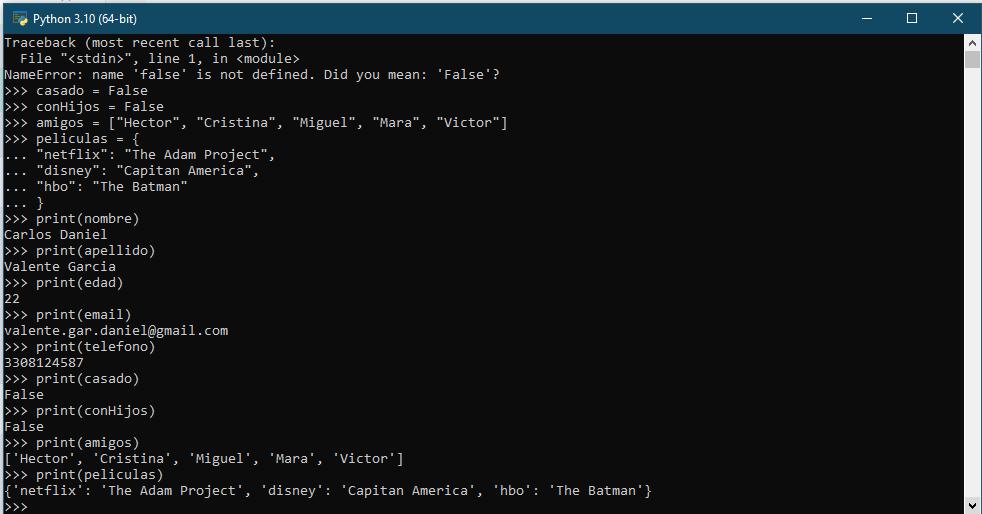 Python 3.10 (64-bit)
Traceback (most recent call last):
  File "<stdin>", line 1, in <module>
NameError: name 'false' is not defined. Did you mean: 'False'?
>>> casado = False
>>> conHijos = False
>>> amigos = ["Hector", "Cristina", "Miguel", "Mara", "Victor"]
>>> peliculas = {
... "netflix": "The Adam Project",
... "disney": "Capitan America",
... "hbo": "The Batman"
... }
>>> print(nombre)
Carlos Daniel
>>> print(apellido)
Valente Garcia
>>> print(edad)
22
>>> print(email)
valente.gar.daniel@gmail.com
>>> print(telefono)
3308124587
>>> print(casado)
False
>>> print(conHijos)
False
>>> print(amigos)
['Hector', 'Cristina', 'Miguel', 'Mara', 'Victor']
>>> print(peliculas)
{'netflix': 'The Adam Project', 'disney': 'Capitan America', 'hbo': 'The Batman'}
>>>